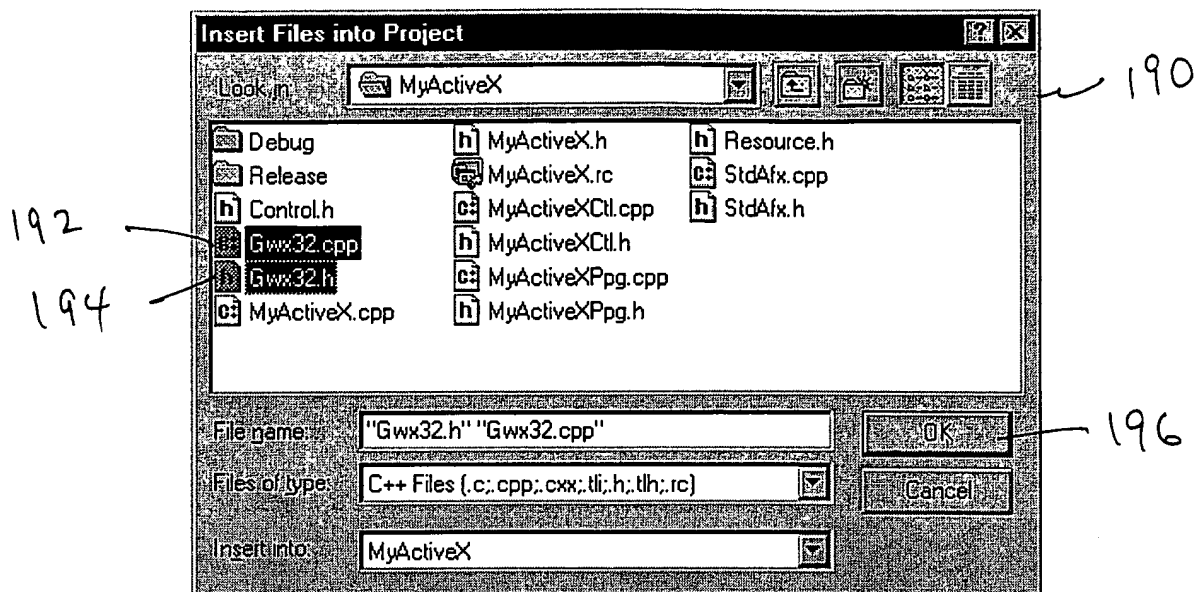 Insert Files into Project
Look in: MyActiveX
190
Debug MyActiveX.h Resource.h
Release MyActiveX.rc StdAfx.cpp
Control.h MyActiveXCtl.cpp StdAfx.h
192 Gwx32.cpp MyActiveXCtl.h
194 Gwx32.h MyActiveXPpg.cpp
MyActiveX.cpp MyActiveXPpg.h
File name: "Gwx32.h" "Gwx32.cpp" OK 196
Files of type: C++ Files (.c;.cpp;.cxx;.tli;.h;.tlh;.rc) Cancel
Insert into: MyActiveX